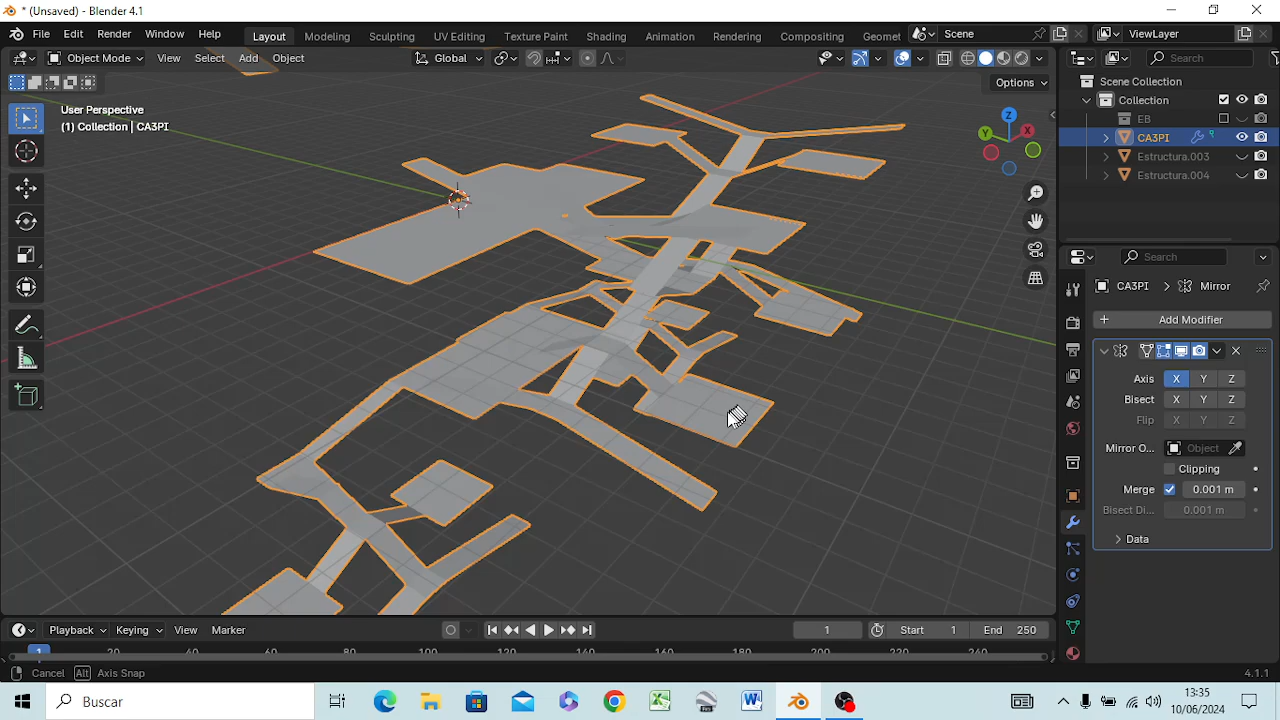 * (Unsaved) - Blender 4.1
File Edit Render Window Help Layout Modeling Sculpting UV Editing Texture Paint Shading Animation Rendering Compositing Geomet Scene ViewLayer
Object Mode View Select Add Object Global Search
Options
User Perspective
(1) Collection | CA3PI
Z
Y X
Scene Collection
Collection
EB
CA3PI
Estructura.003
Estructura.004
Search
CA3PI Mirror
Add Modifier
Axis X Y Z
Bisect X Y Z
Flip X Y Z
Mirror O... Object
Clipping
Merge 0.001 m
Bisect Di... 0.001 m
Data
Playback Keying View Marker 1 Start 1 End 250
1 20 40 60 80 100 120 140 160 180 200 220 240
Cancel Alt Axis Snap 4.1.1
Buscar
13:35
10/06/2024